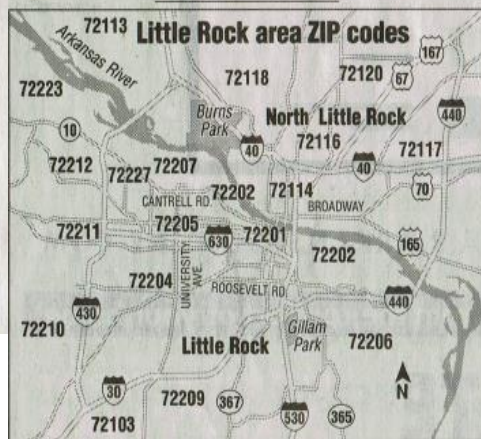 72113
Little Rock area ZIP codes
Arkansas River
167
72223
72118
72120
67
Burns
Park
North Little Rock
440
10
40
72116
72117
72212
72207
40
72227
72202
72114
70
CANTRELL RD.
BROADWAY
72205
72211
630
72201
72202
165
UNIVERSITY
AVE.
72204
ROOSEVELT RD.
440
72210
430
Gillam
Park
Little Rock
72206
30
N
72209
367
365
72103
530